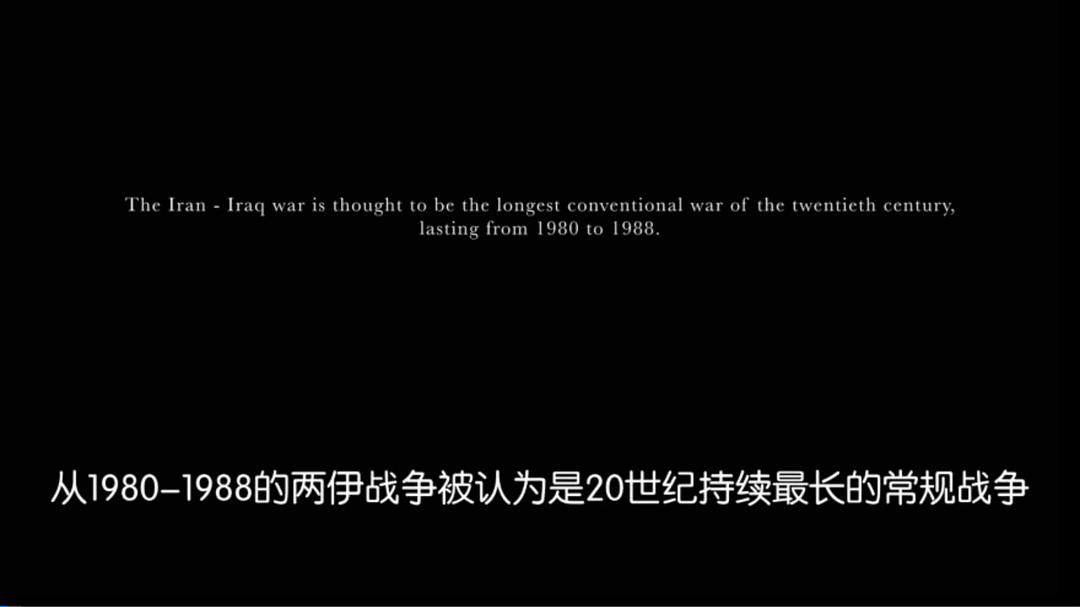 The Iran - Iraq war is thought to be the longest conventional war of the twentieth century,
lasting from 1980 to 1988.
从1980-1988的两伊战争被认为是20世纪持续最长的常规战争